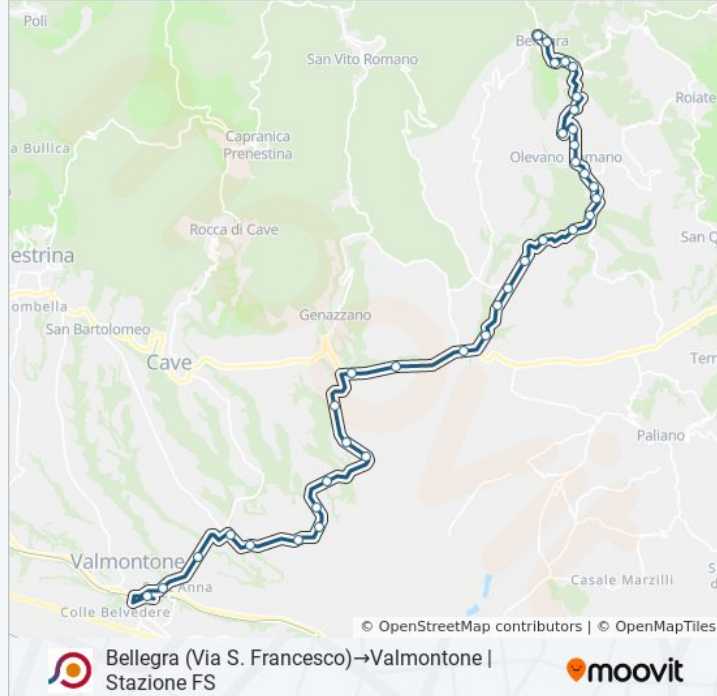 Poli
San Vito Romano
Bellegra
Roiate
a Bullica
Capranica
Prenestina
Olevano Romano
Rocca di Cave
estrina
San Q
ombella
Genazzano
San Bartolomeo
Cave
Terr
Paliano
Valmontone
Anna
Casale Marzilli
Colle Belvedere
© OpenStreetMap contributors | © OpenMapTiles
Bellegra (Via S. Francesco)→Valmontone |
Stazione FS
moovit